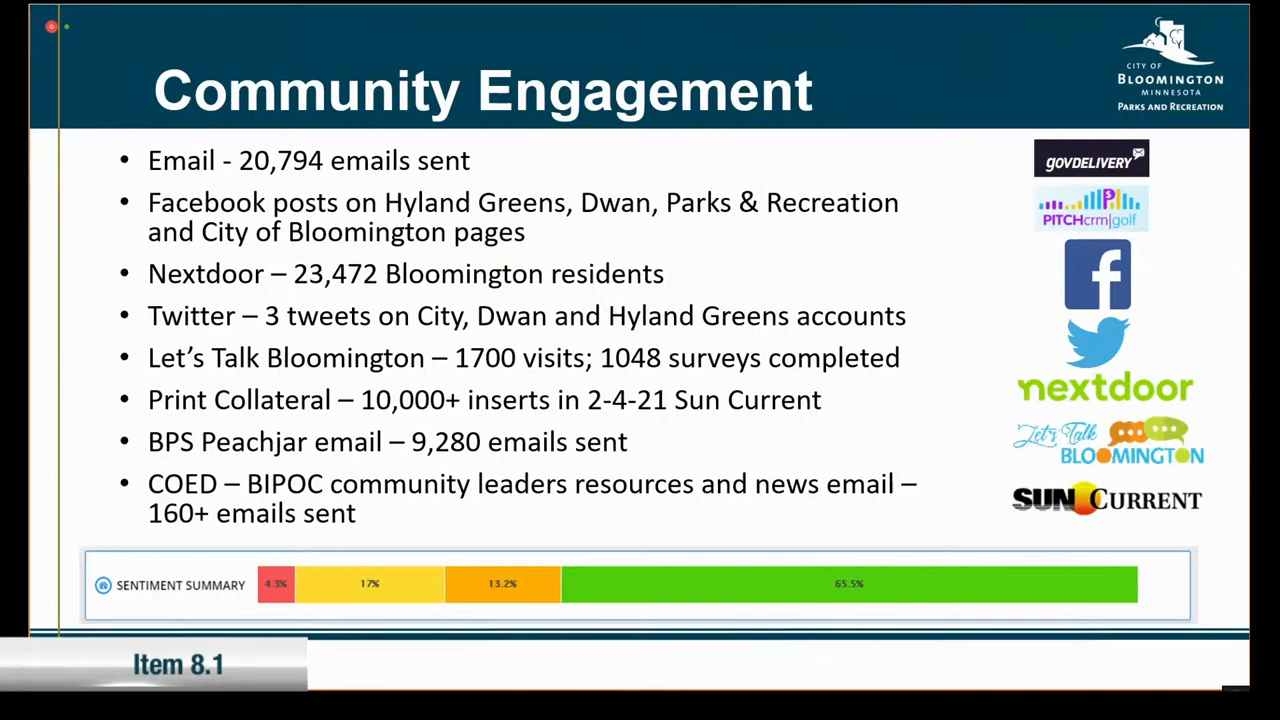 Community Engagement
CITY OF
BLOOMINGTON
MINNESOTA
PARKS AND RECREATION
• Email - 20,794 emails sent
• Facebook posts on Hyland Greens, Dwan, Parks & Recreation
and City of Bloomington pages
• Nextdoor – 23,472 Bloomington residents
• Twitter – 3 tweets on City, Dwan and Hyland Greens accounts
• Let's Talk Bloomington – 1700 visits; 1048 surveys completed
• Print Collateral – 10,000+ inserts in 2-4-21 Sun Current
• BPS Peachjar email – 9,280 emails sent
• COED – BIPOC community leaders resources and news email –
160+ emails sent
GOVDELIVERY
PITCHcrm|golf
f
nextdoor
Let's Talk
BLOOMINGTON
SUN CURRENT
SENTIMENT SUMMARY 4.3% 17% 13.2% 65.5%
Item 8.1